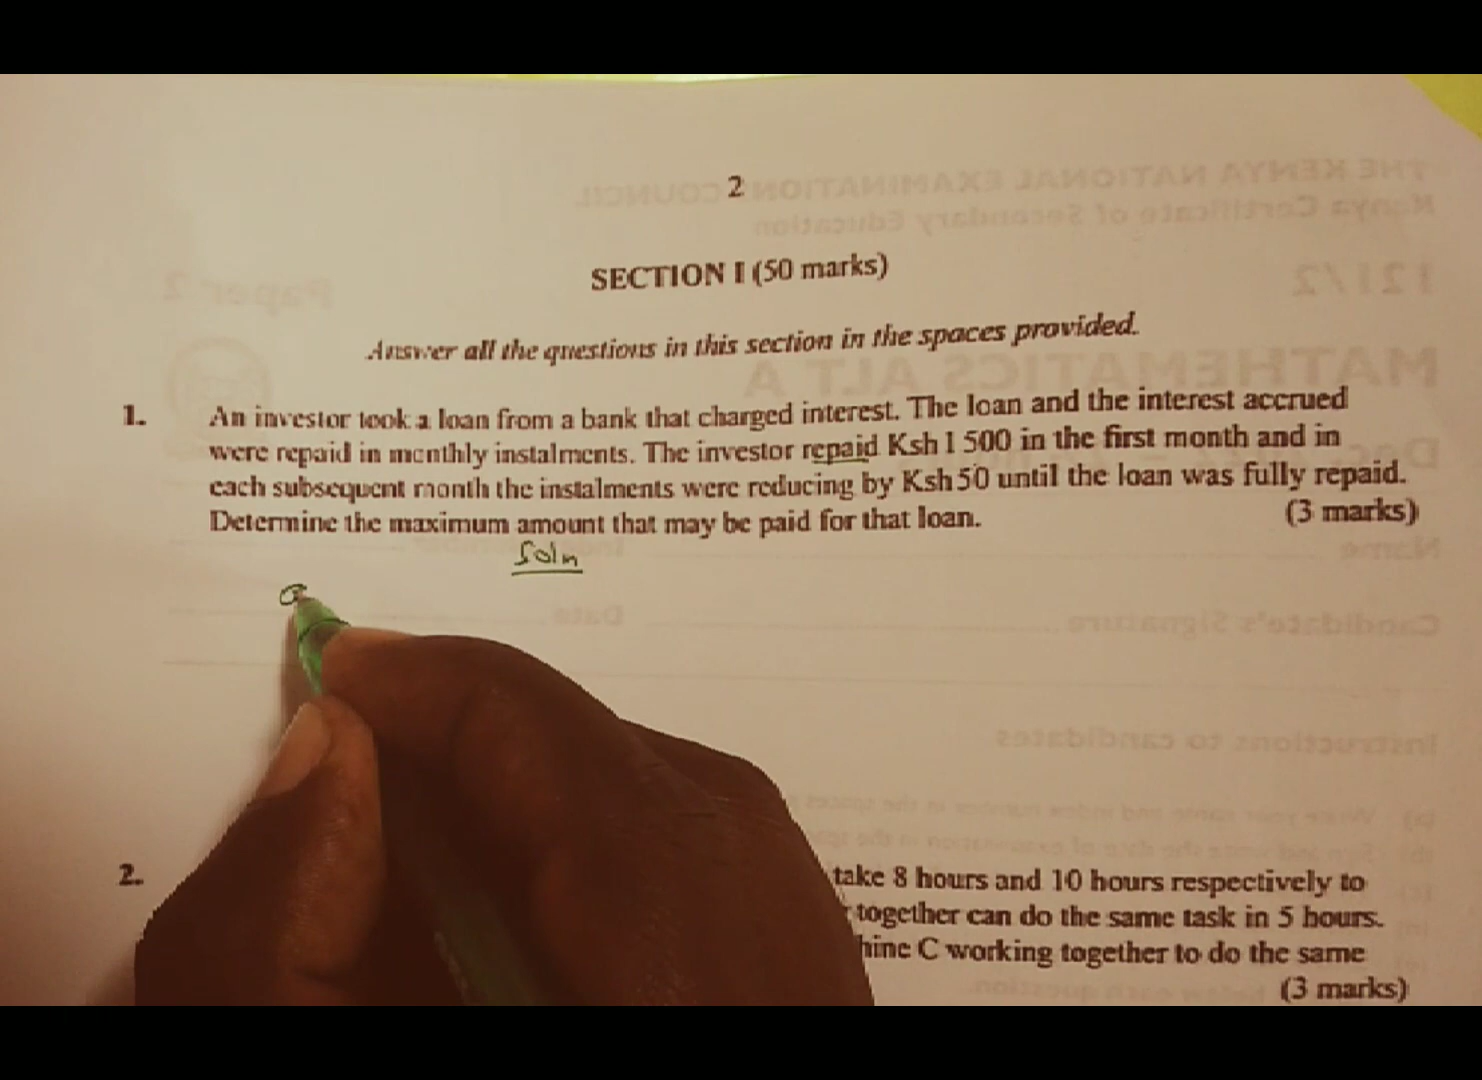 2
SECTION I (50 marks)
Answer all the questions in this section in the spaces provided.
1. An investor took a loan from a bank that charged interest. The loan and the interest accrued
were repaid in monthly instalments. The investor repaid Ksh 1 500 in the first month and in
each subsequent month the instalments were reducing by Ksh 50 until the loan was fully repaid.
Determine the maximum amount that may be paid for that loan. (3 marks)
Soln
a
2. take 8 hours and 10 hours respectively to
together can do the same task in 5 hours.
hine C working together to do the same
(3 marks)